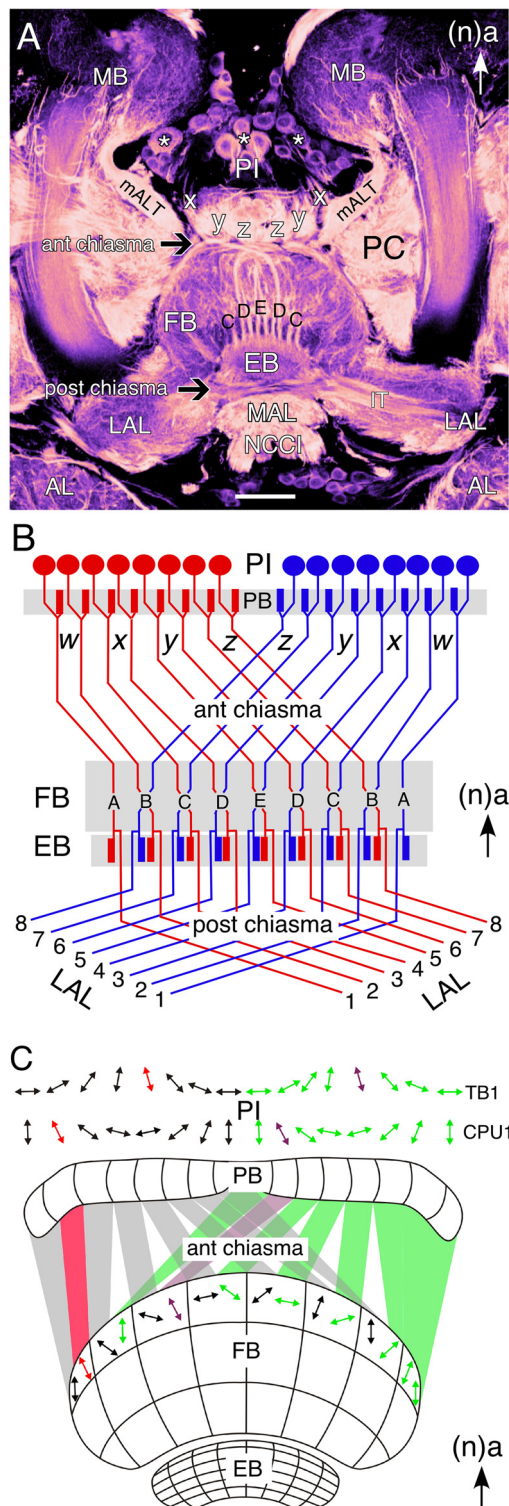 A (n)a
MB MB
* * *
PI
mALT mALT
x x
y z z y
ant chiasma
PC
FB
C D E D C
EB
post chiasma
IT
LAL MAL LAL
NCCI
AL AL
B
PI
PB
w x y z z y x w
ant chiasma
FB A B C D E D C B A
(n)a
EB
post chiasma
8 7 6 5 4 3 2 1
LAL
1 2 3 4 5 6 7 8
LAL
C
TB1
PI
CPU1
PB
ant chiasma
FB
EB
(n)a